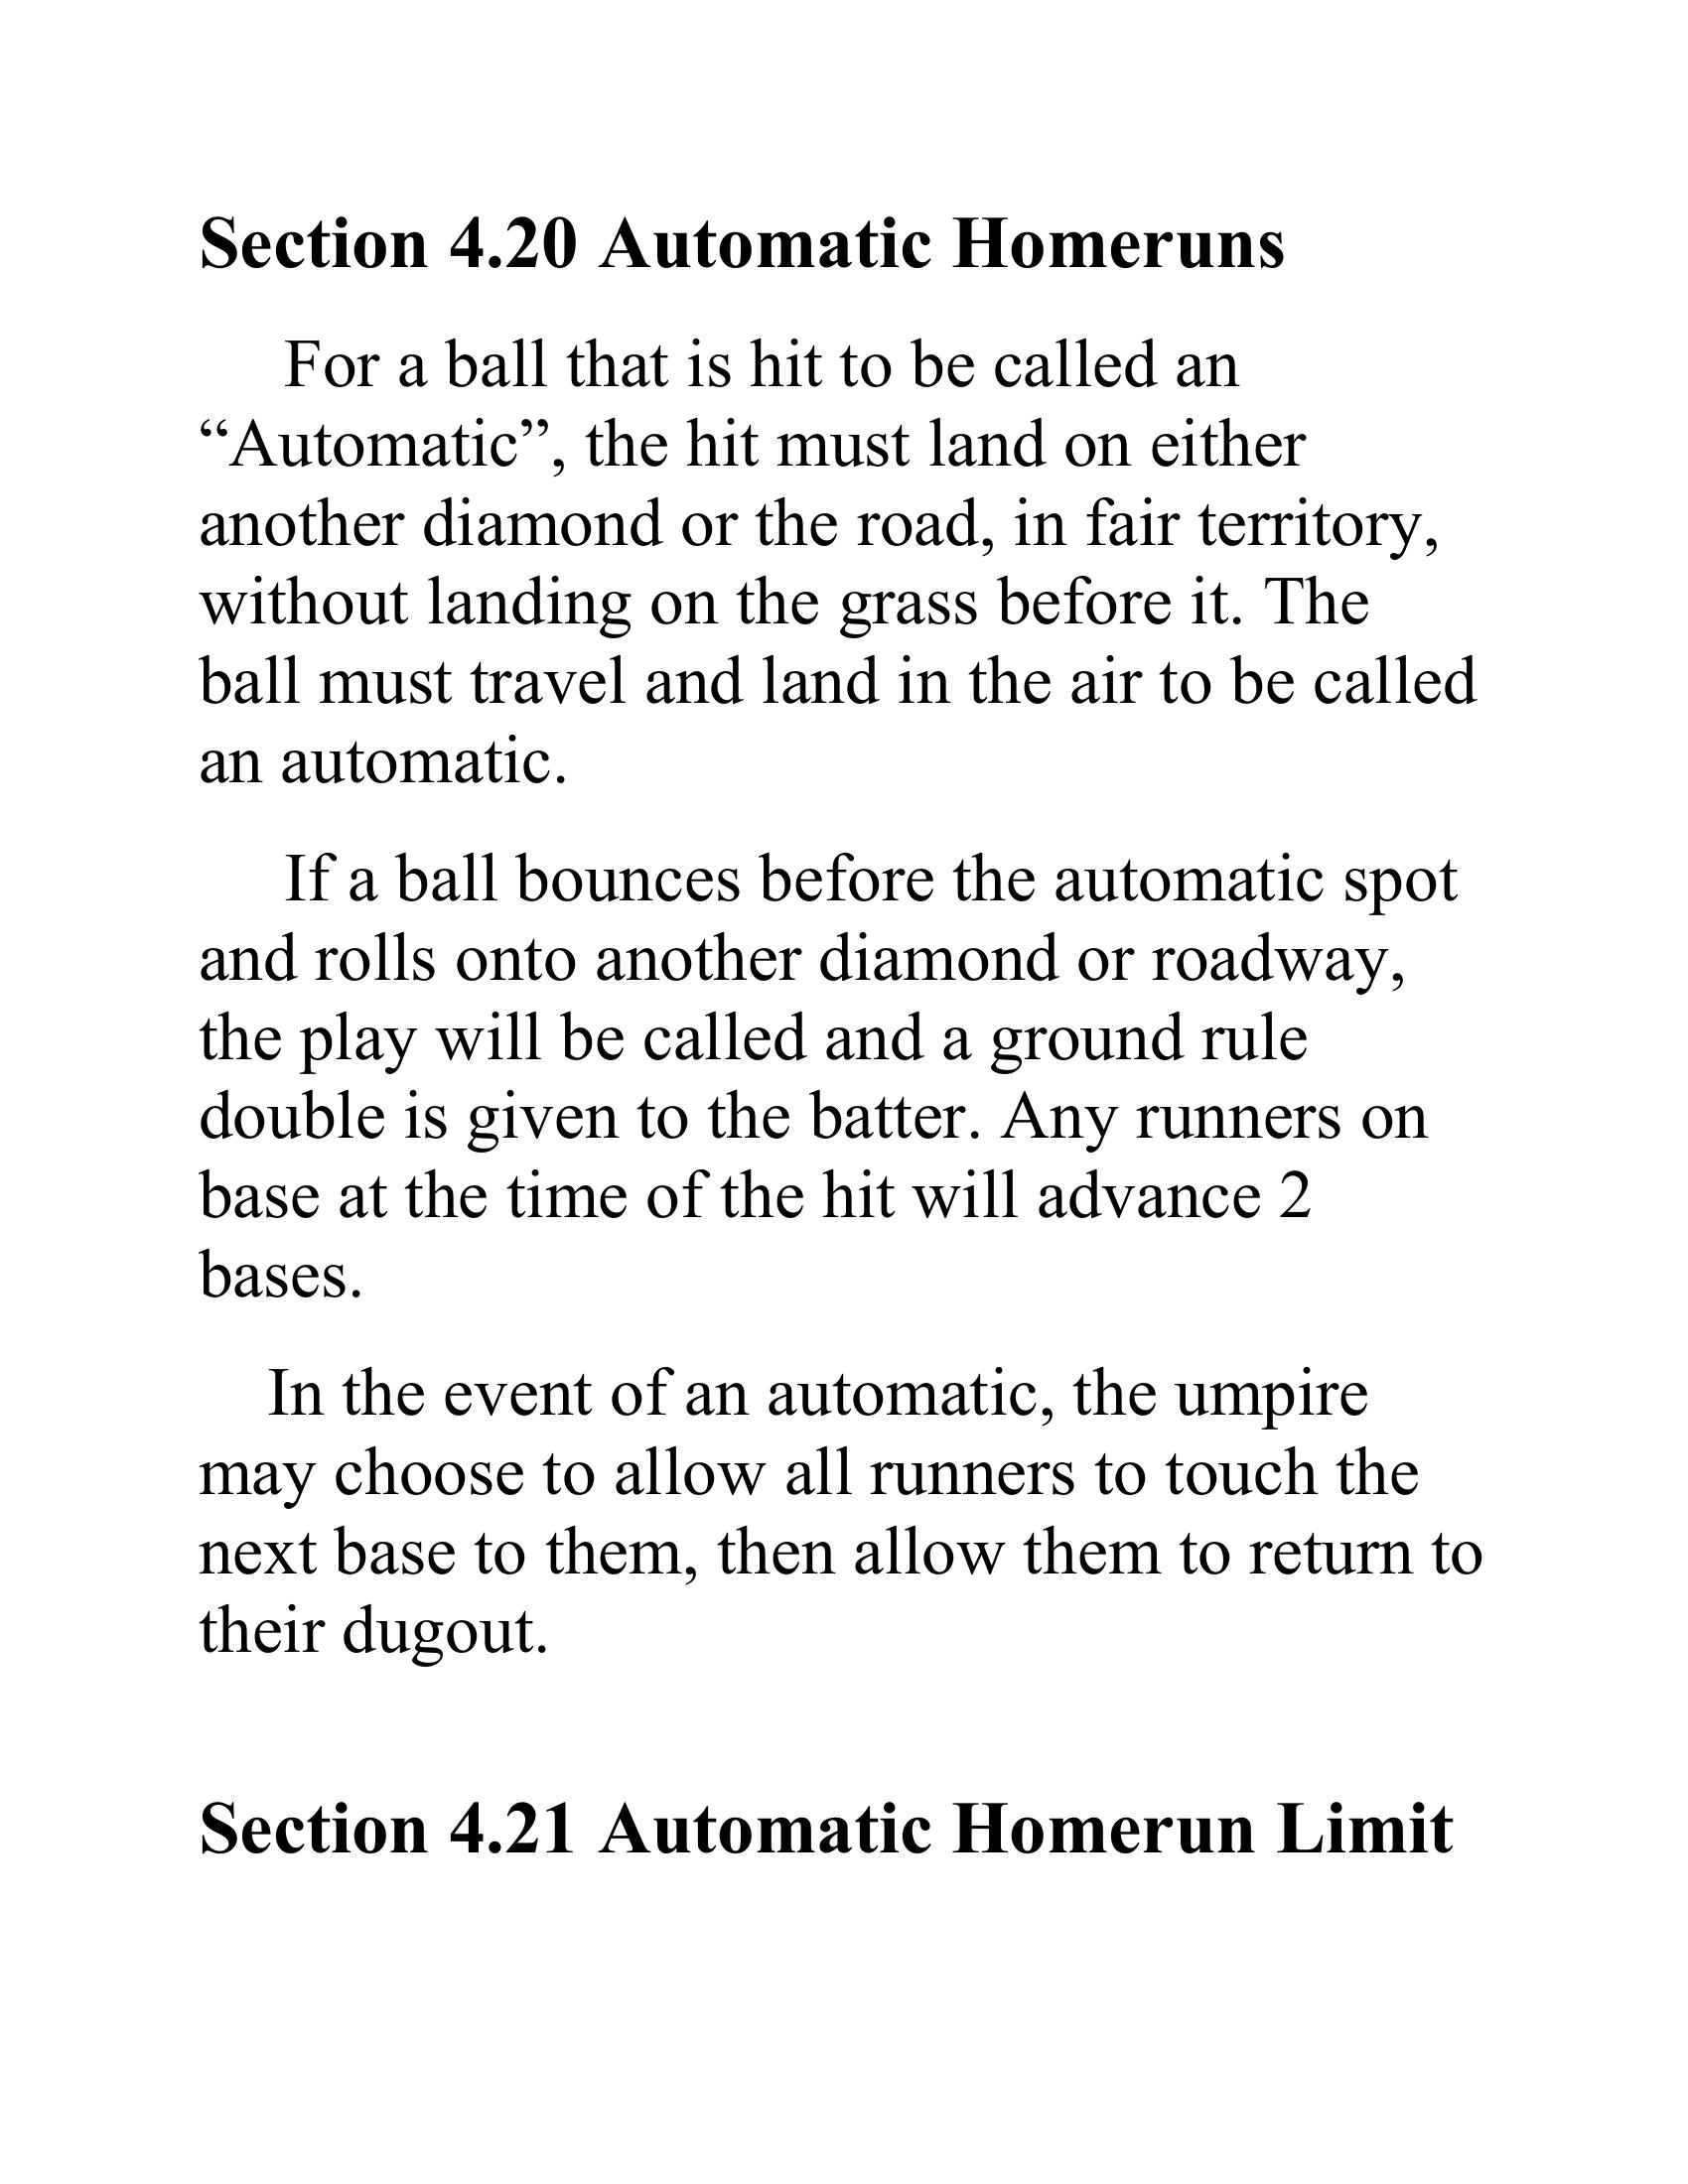 Section 4.20 Automatic Homeruns
For a ball that is hit to be called an
“Automatic”, the hit must land on either
another diamond or the road, in fair territory,
without landing on the grass before it. The
ball must travel and land in the air to be called
an automatic.
If a ball bounces before the automatic spot
and rolls onto another diamond or roadway,
the play will be called and a ground rule
double is given to the batter. Any runners on
base at the time of the hit will advance 2
bases.
In the event of an automatic, the umpire
may choose to allow all runners to touch the
next base to them, then allow them to return to
their dugout.
Section 4.21 Automatic Homerun Limit